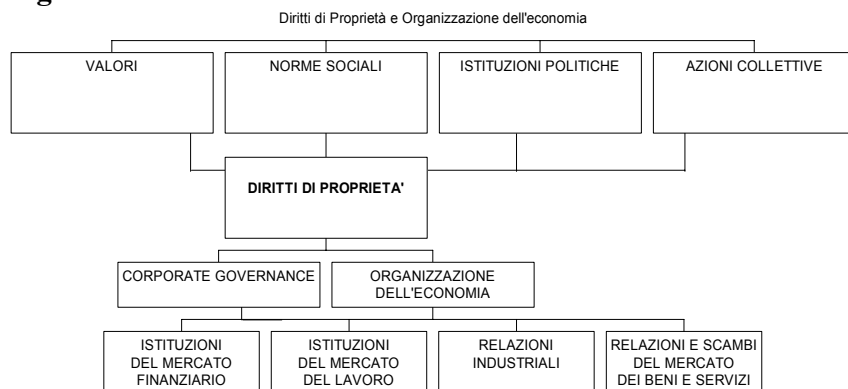 Diritti di Proprietà e Organizzazione dell'economia
VALORI
NORME SOCIALI
ISTITUZIONI POLITICHE
AZIONI COLLETTIVE
DIRITTI DI PROPRIETA'
CORPORATE GOVERNANCE
ORGANIZZAZIONE
DELL'ECONOMIA
ISTITUZIONI
DEL MERCATO
FINANZIARIO
ISTITUZIONI
DEL MERCATO
DEL LAVORO
RELAZIONI
INDUSTRIALI
RELAZIONI E SCAMBI
DEL MERCATO
DEI BENI E SERVIZI